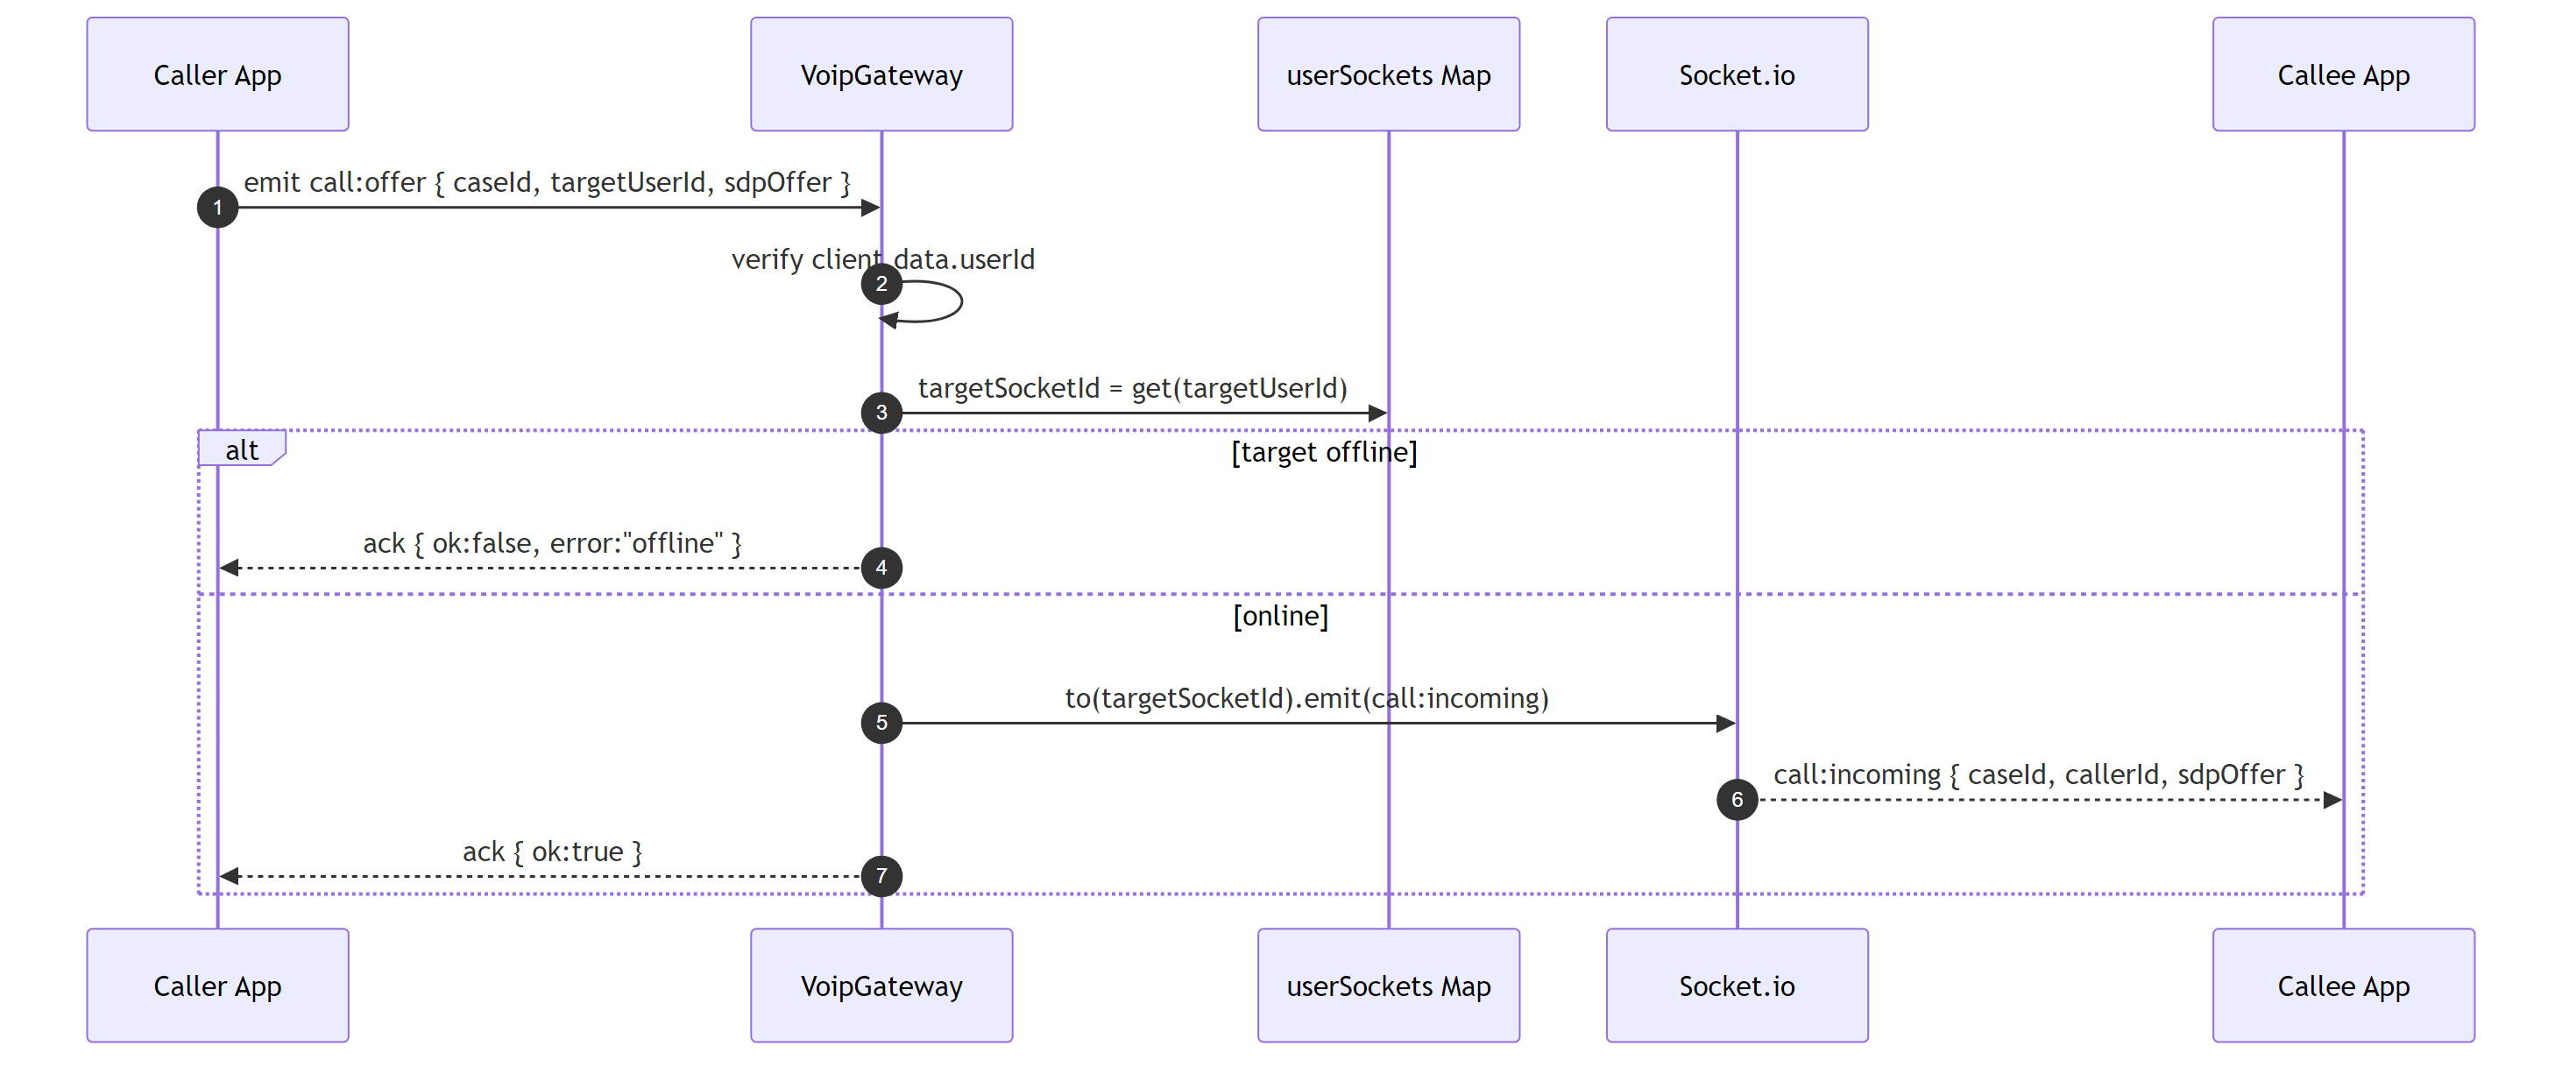 Caller App
VoipGateway
userSockets Map
Socket.io
Callee App
emit call:offer { caseId, targetUserId, sdpOffer }
1
verify client.data.userId
2
targetSocketId = get(targetUserId)
3
alt
[target offline]
ack { ok:false, error:"offline" }
4
[online]
to(targetSocketId).emit(call:incoming)
5
call:incoming { caseId, callerId, sdpOffer }
6
ack { ok:true }
7
Caller App
VoipGateway
userSockets Map
Socket.io
Callee App